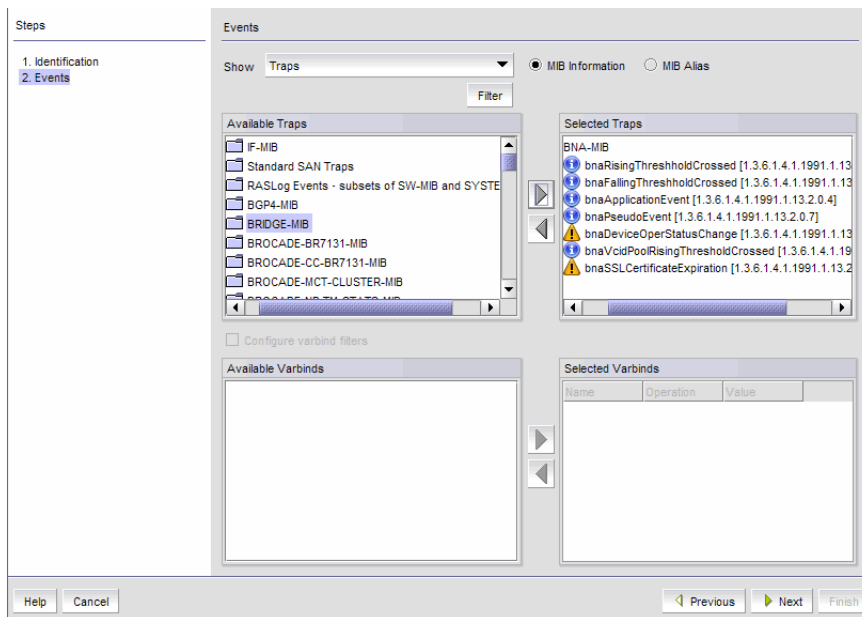 Steps
1. Identification
2. Events
Events
Show Traps MIB Information MIB Alias
Filter
Available Traps
IF-MIB
Standard SAN Traps
RASLog Events - subsets of SW-MIB and SYSTE
BGP4-MIB
BRIDGE-MIB
BROCADE-BR7131-MIB
BROCADE-CC-BR7131-MIB
BROCADE-MCT-CLUSTER-MIB
Selected Traps
BNA-MIB
bnaRisingThreshholdCrossed [1.3.6.1.4.1.1991.1.13
bnaFallingThreshholdCrossed [1.3.6.1.4.1.1991.1.13
bnaApplicationEvent [1.3.6.1.4.1.1991.1.13.2.0.4]
bnaPseudoEvent [1.3.6.1.4.1.1991.1.13.2.0.7]
bnaDeviceOperStatusChange [1.3.6.1.4.1.1991.1.13
bnaVcidPoolRisingThresholdCrossed [1.3.6.1.4.1.19
bnaSSLCertificateExpiration [1.3.6.1.4.1.1991.1.13.2
Configure varbind filters
Available Varbinds
Selected Varbinds
Name Operation Value
Help Cancel Previous Next Finish